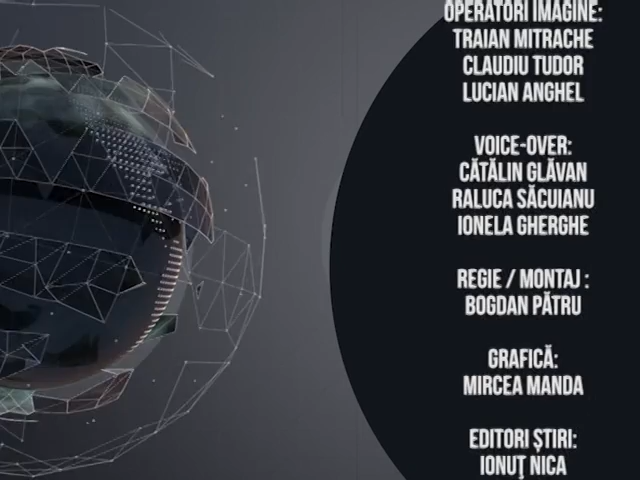 OPERATORI IMAGINE:
TRAIAN MITRACHE
CLAUDIU TUDOR
LUCIAN ANGHEL
VOICE-OVER:
CĂTĂLIN GLĂVAN
RALUCA SĂCUIANU
IONELA GHERGHE
REGIE / MONTAJ :
BOGDAN PĂTRU
GRAFICĂ:
MIRCEA MANDA
EDITORI ȘTIRI:
IONUȚ NICA